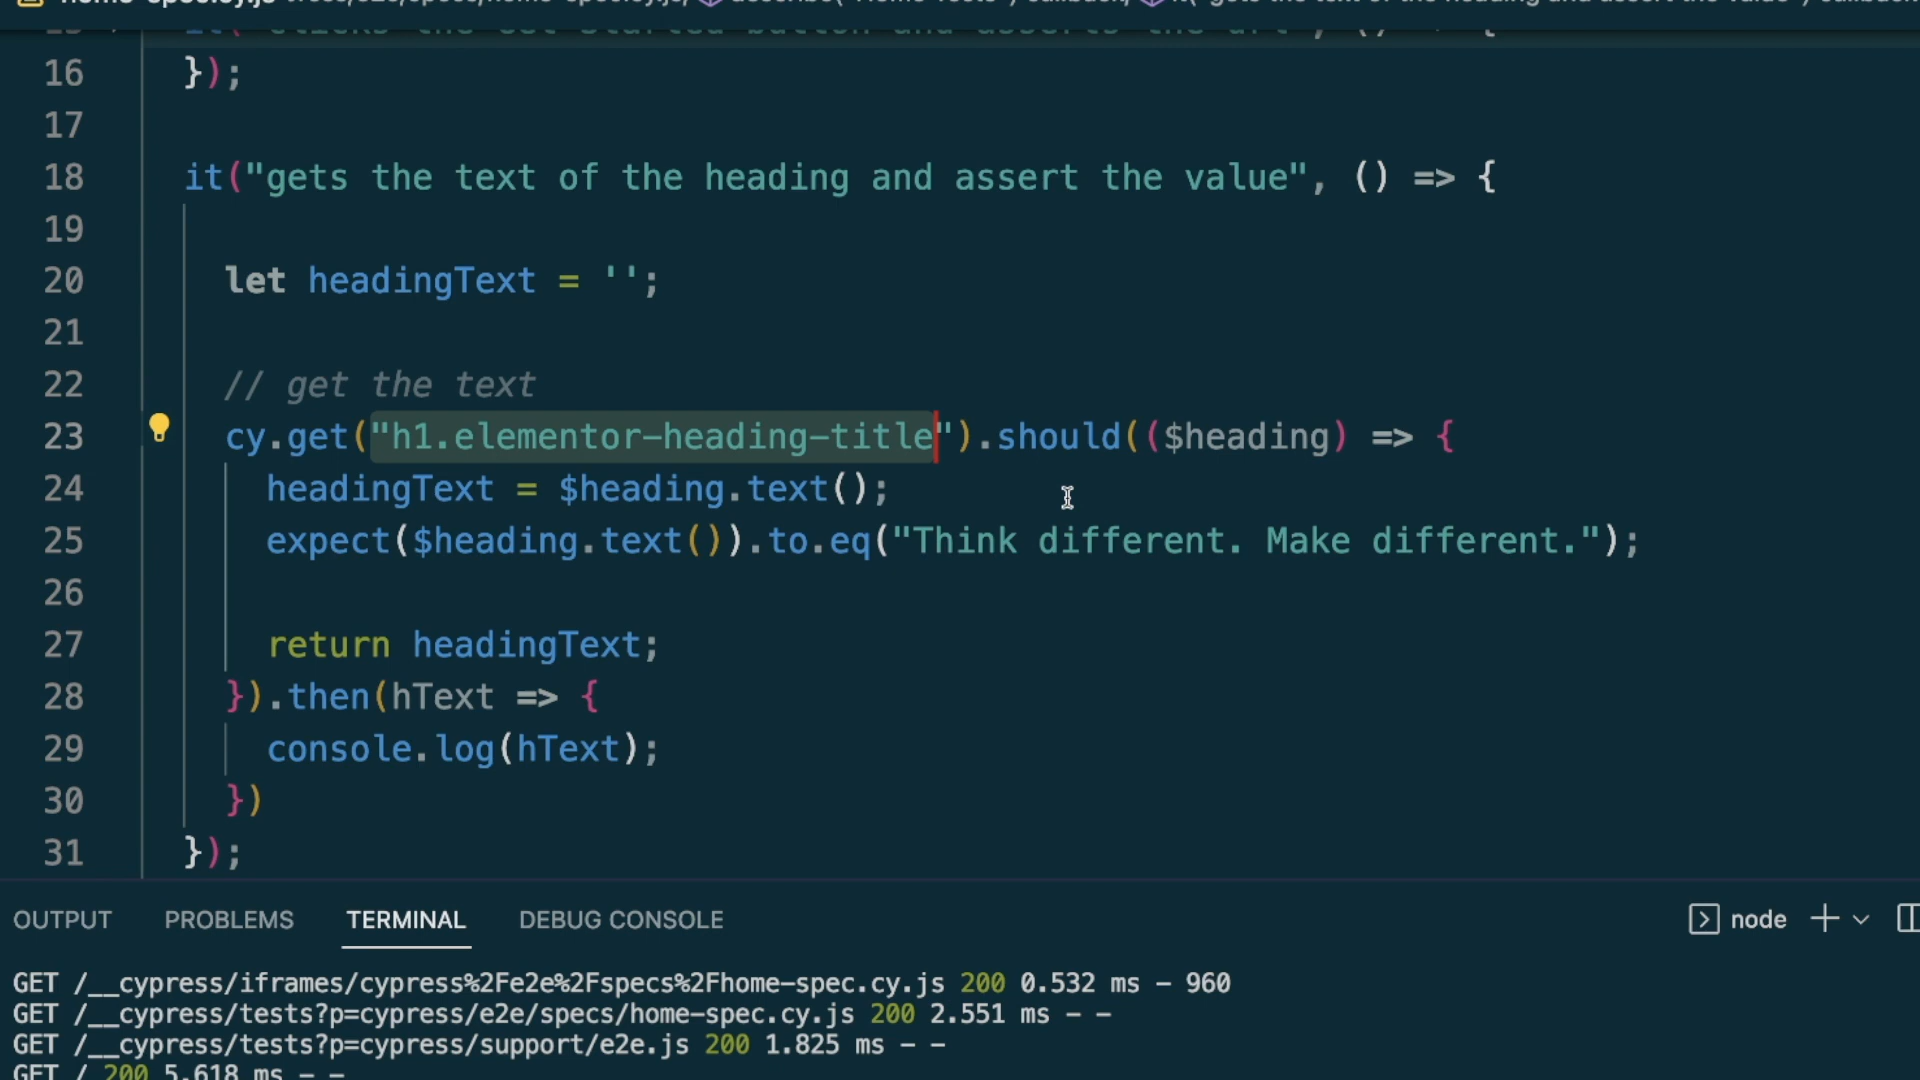 16 });
17
18 it("gets the text of the heading and assert the value", () => {
19
20 let headingText = '';
21
22 // get the text
23 cy.get("h1.elementor-heading-title").should(($heading) => {
24 headingText = $heading.text();
25 expect($heading.text()).to.eq("Think different. Make different.");
26
27 return headingText;
28 }).then(hText => {
29 console.log(hText);
30 })
31 });
OUTPUT PROBLEMS TERMINAL DEBUG CONSOLE node
GET /__cypress/iframes/cypress%2Fe2e%2Fspecs%2Fhome-spec.cy.js 200 0.532 ms - 960
GET /__cypress/tests?p=cypress/e2e/specs/home-spec.cy.js 200 2.551 ms - -
GET /__cypress/tests?p=cypress/support/e2e.js 200 1.825 ms - -
GET / 200 5.618 ms - -